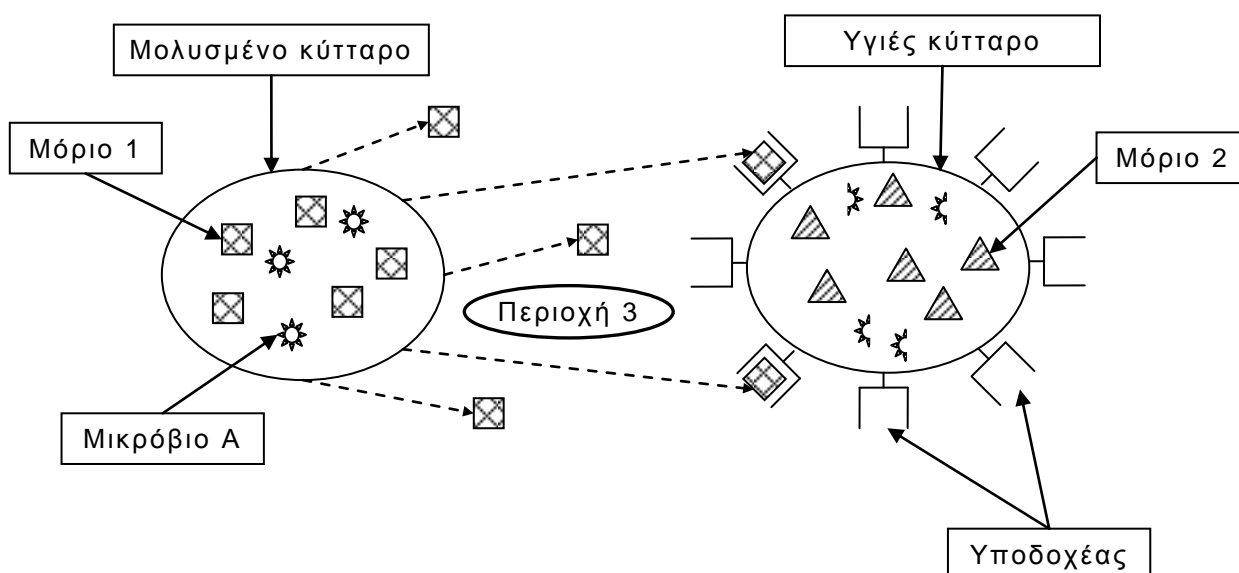 Μολυσμένο κύτταρο
Υγιές κύτταρο
Μόριο 1
Μόριο 2
Περιοχή 3
Μικρόβιο Α
Υποδοχέας